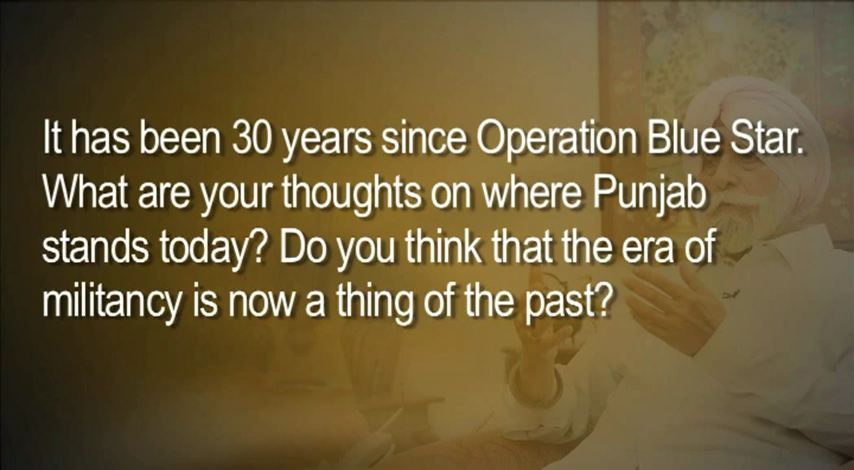 It has been 30 years since Operation Blue Star.
What are your thoughts on where Punjab
stands today? Do you think that the era of
militancy is now a thing of the past?